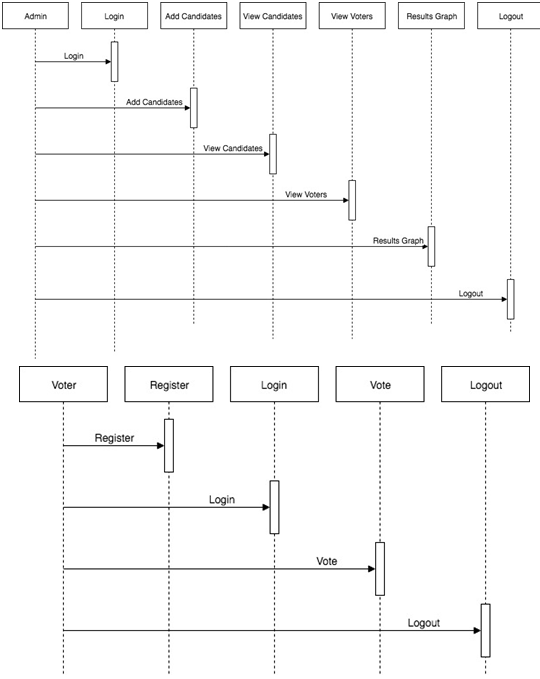 Admin Login Add Candidates View Candidates View Voters Results Graph Logout
Login
Add Candidates
View Candidates
View Voters
Results Graph
Logout
Voter Register Login Vote Logout
Register
Login
Vote
Logout